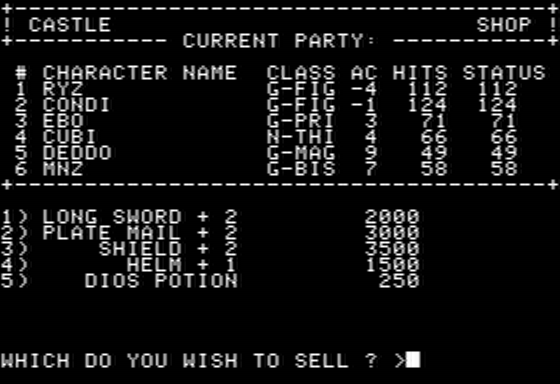 ! CASTLE SHOP !
CURRENT PARTY:
# CHARACTER NAME CLASS AC HITS STATUS
1 RYZ G-FIG -4 112 112
2 CONDI G-FIG -1 124 124
3 EBO G-PRI 3 71 71
4 CUBI N-THI 4 66 66
5 DEDDO G-MAG 9 49 49
6 MNZ G-BIS 7 58 58
1) LONG SWORD + 2 2000
2) PLATE MAIL + 2 3000
3) SHIELD + 2 3500
4) HELM + 1 1500
5) DIOS POTION 250
WHICH DO YOU WISH TO SELL ? >